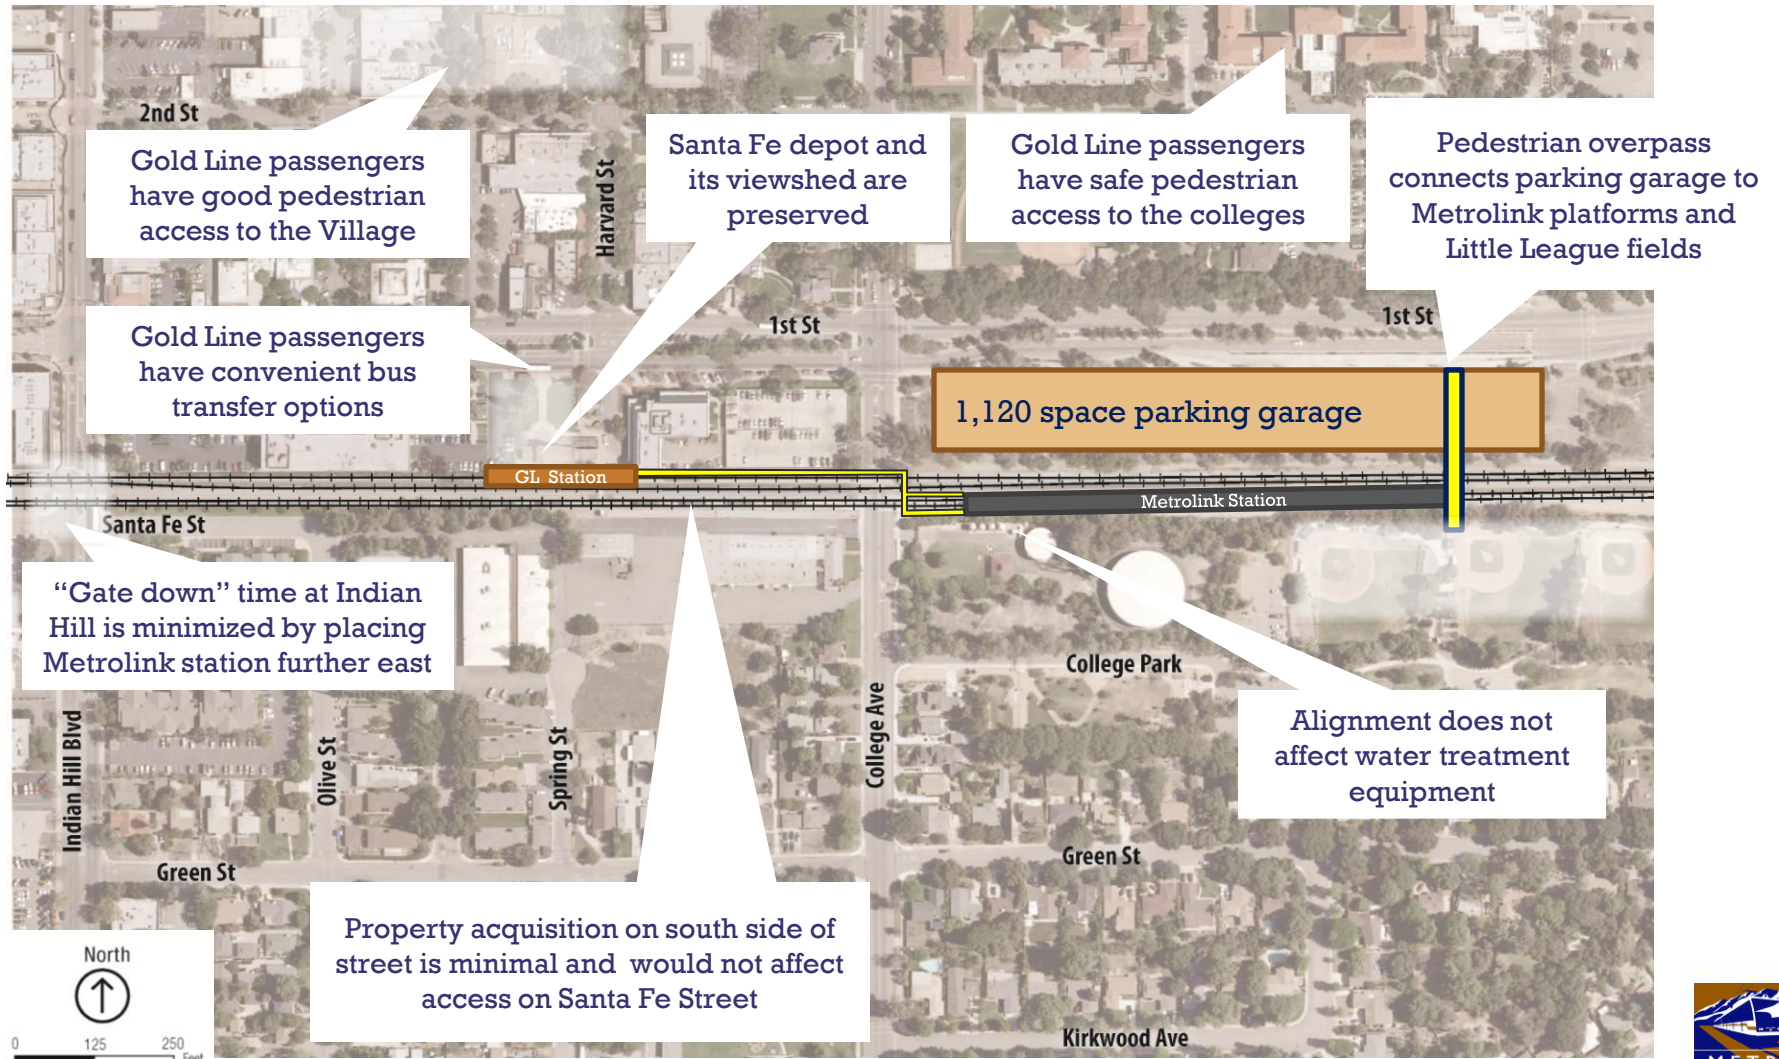 2nd St
Gold Line passengers
have good pedestrian
access to the Village
Harvard St
Santa Fe depot and
its viewshed are
preserved
Gold Line passengers
have safe pedestrian
access to the colleges
Pedestrian overpass
connects parking garage to
Metrolink platforms and
Little League fields
Gold Line passengers
have convenient bus
transfer options
1st St
1st St
1,120 space parking garage
GL Station
Metrolink Station
Santa Fe St
“Gate down” time at Indian
Hill is minimized by placing
Metrolink station further east
College Park
Alignment does not
affect water treatment
equipment
Indian Hill Blvd
Olive St
Spring St
College Ave
Green St
Green St
Property acquisition on south side of
street is minimal and would not affect
access on Santa Fe Street
North
0 125 250
Feet
Kirkwood Ave